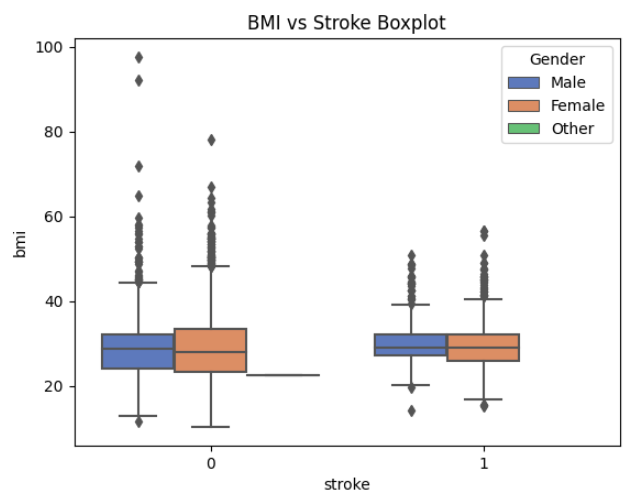 BMI vs Stroke Boxplot
Gender
Male
Female
Other
100
80
60
40
20
bmi
0
1
stroke